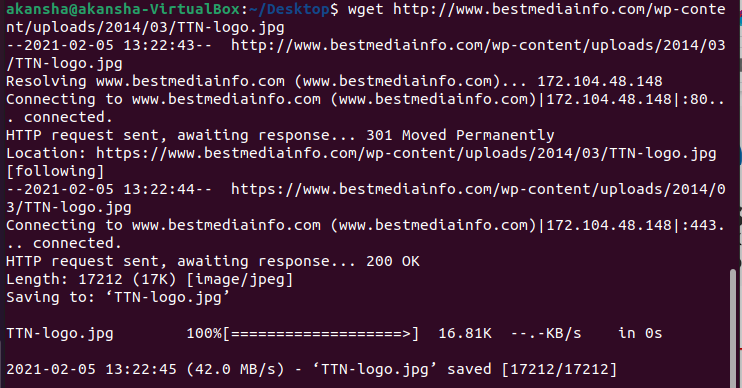 akansha@akansha-VirtualBox:~/Desktop$ wget http://www.bestmediainfo.com/wp-conte
nt/uploads/2014/03/TTN-logo.jpg
--2021-02-05 13:22:43--  http://www.bestmediainfo.com/wp-content/uploads/2014/03
/TTN-logo.jpg
Resolving www.bestmediainfo.com (www.bestmediainfo.com)... 172.104.48.148
Connecting to www.bestmediainfo.com (www.bestmediainfo.com)|172.104.48.148|:80..
. connected.
HTTP request sent, awaiting response... 301 Moved Permanently
Location: https://www.bestmediainfo.com/wp-content/uploads/2014/03/TTN-logo.jpg
[following]
--2021-02-05 13:22:44--  https://www.bestmediainfo.com/wp-content/uploads/2014/0
3/TTN-logo.jpg
Connecting to www.bestmediainfo.com (www.bestmediainfo.com)|172.104.48.148|:443.
.. connected.
HTTP request sent, awaiting response... 200 OK
Length: 17212 (17K) [image/jpeg]
Saving to: ‘TTN-logo.jpg’
TTN-logo.jpg        100%[===================>]  16.81K  --.-KB/s    in 0s
2021-02-05 13:22:45 (42.0 MB/s) - ‘TTN-logo.jpg’ saved [17212/17212]